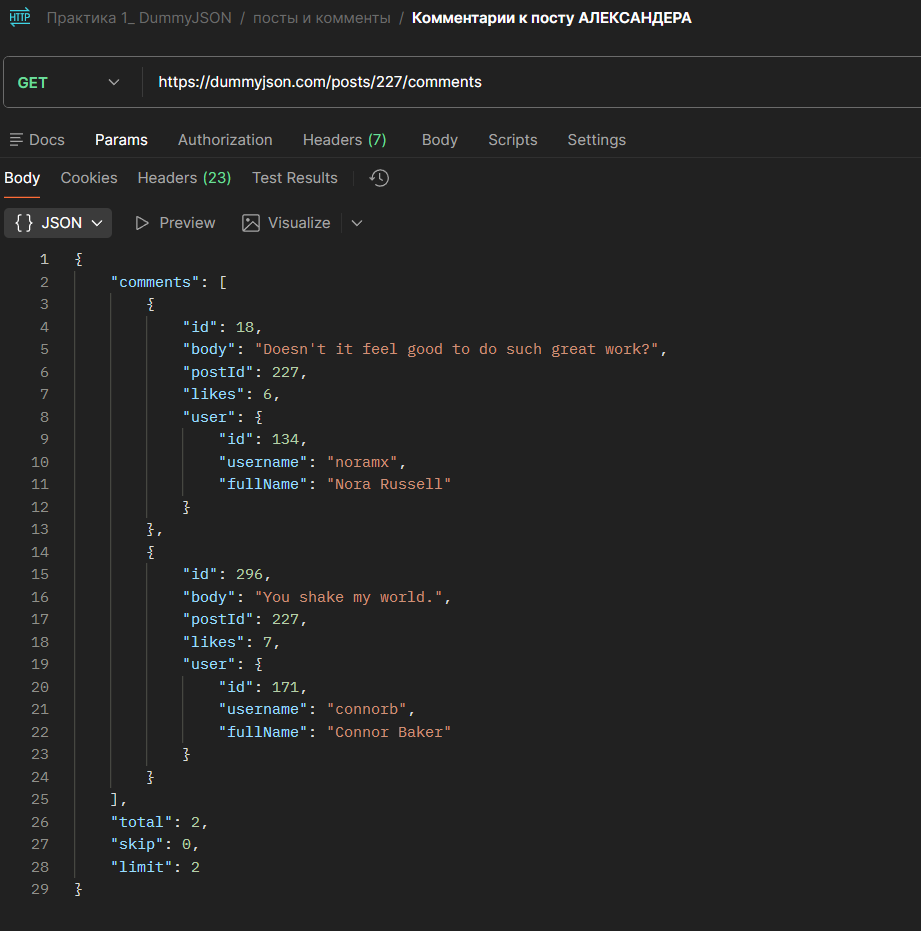 HTTP Практика 1_ DummyJSON / посты и комменты / Комментарии к посту АЛЕКСАНДЕРА
GET https://dummyjson.com/posts/227/comments
Docs Params Authorization Headers (7) Body Scripts Settings
Body Cookies Headers (23) Test Results
{} JSON Preview Visualize
1 {
2 "comments": [
3 {
4 "id": 18,
5 "body": "Doesn't it feel good to do such great work?",
6 "postId": 227,
7 "likes": 6,
8 "user": {
9 "id": 134,
10 "username": "noramx",
11 "fullName": "Nora Russell"
12 }
13 },
14 {
15 "id": 296,
16 "body": "You shake my world.",
17 "postId": 227,
18 "likes": 7,
19 "user": {
20 "id": 171,
21 "username": "connorb",
22 "fullName": "Connor Baker"
23 }
24 }
25 ],
26 "total": 2,
27 "skip": 0,
28 "limit": 2
29 }